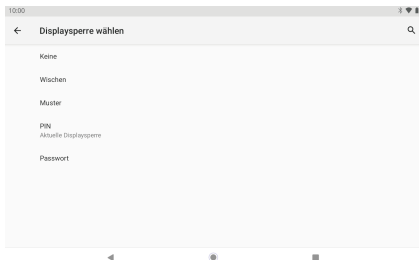 10:00
Displaysperre wählen
Keine
Wischen
Muster
PIN
Aktuelle Displaysperre
Passwort